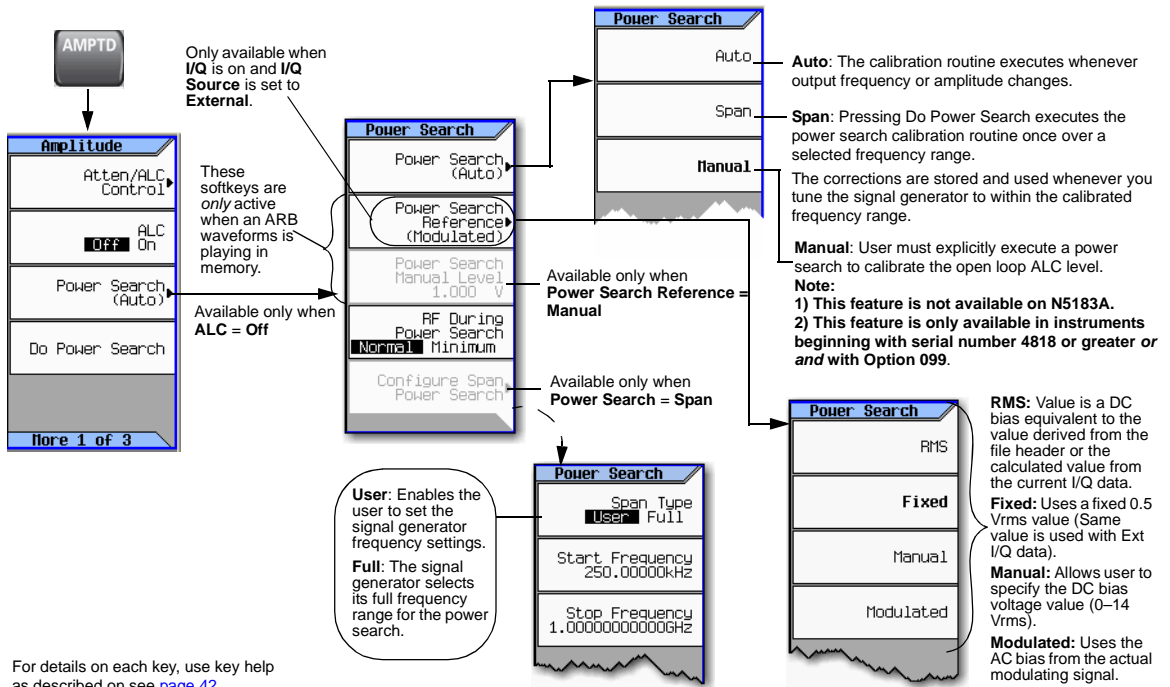 AMPTD
Amplitude
Atten/ALC
Control
ALC
Off On
Power Search
(Auto)
Do Power Search
More 1 of 3
Only available when
I/Q is on and I/Q
Source is set to
External.
These
softkeys are
only active
when an ARB
waveforms is
playing in
memory.
Available only when
ALC = Off
Power Search
Power Search
(Auto)
Power Search
Reference
(Modulated)
Power Search
Manual Level
1.000 V
RF During
Power Search
Normal Minimum
Configure Span
Power Search
Available only when
Power Search Reference =
Manual
Available only when
Power Search = Span
Power Search
Auto
Span
Manual
Auto: The calibration routine executes whenever
output frequency or amplitude changes.
Span: Pressing Do Power Search executes the
power search calibration routine once over a
selected frequency range.
The corrections are stored and used whenever you
tune the signal generator to within the calibrated
frequency range.
Manual: User must explicitly execute a power
search to calibrate the open loop ALC level.
Note:
1) This feature is not available on N5183A.
2) This feature is only available in instruments
beginning with serial number 4818 or greater or
and with Option 099.
User: Enables the
user to set the
signal generator
frequency settings.
Full: The signal
generator selects
its full frequency
range for the power
search.
Power Search
Span Type
User Full
Start Frequency
250.00000kHz
Stop Frequency
1.00000000000GHz
Power Search
RMS
Fixed
Manual
Modulated
RMS: Value is a DC
bias equivalent to the
value derived from the
file header or the
calculated value from
the current I/Q data.
Fixed: Uses a fixed 0.5
Vrms value (Same
value is used with Ext
I/Q data).
Manual: Allows user to
specify the DC bias
voltage value (0–14
Vrms).
Modulated: Uses the
AC bias from the actual
modulating signal.
For details on each key, use key help
as described on see page 42.